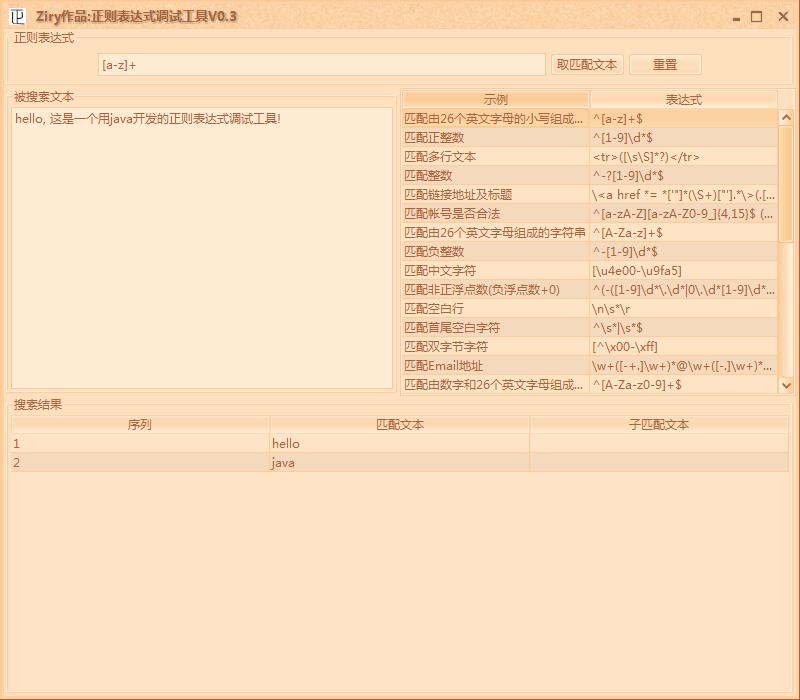 Ziry作品:正则表达式调试工具V0.3
正则表达式
[a-z]+ 取匹配文本 重置
被搜索文本
hello, 这是一个用java开发的正则表达式调试工具!
示例 表达式
匹配由26个英文字母的小写组成... ^[a-z]+$
匹配正整数 ^[1-9]\d*$
匹配多行文本 <tr>([\s\S]*?)</tr>
匹配整数 ^-?[1-9]\d*$
匹配链接地址及标题 \<a href *= *['"]*(\S+)["'].*\>(.[...
匹配帐号是否合法 ^[a-zA-Z][a-zA-Z0-9_]{4,15}$ (...
匹配由26个英文字母组成的字符串 ^[A-Za-z]+$
匹配负整数 ^-[1-9]\d*$
匹配中文字符 [\u4e00-\u9fa5]
匹配非正浮点数(负浮点数+0) ^(-([1-9]\d*\.\d*|0\.\d*[1-9]\d*...
匹配空白行 \n\s*\r
匹配首尾空白字符 ^\s*|\s*$
匹配双字节字符 [^\x00-\xff]
匹配Email地址 \w+([-+.]\w+)*@\w+([-.]\w+)*...
匹配由数字和26个英文字母组成... ^[A-Za-z0-9]+$
搜索结果
序列 匹配文本 子匹配文本
1 hello
2 java